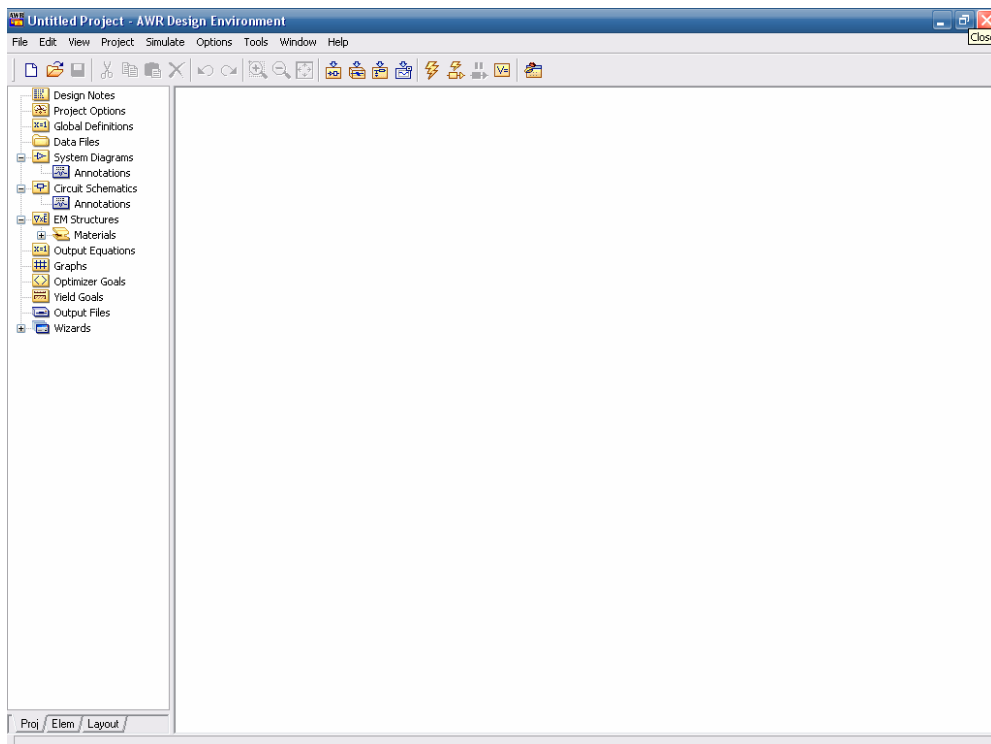 Untitled Project - AWR Design Environment
File Edit View Project Simulate Options Tools Window Help
Close
Design Notes
Project Options
Global Definitions
Data Files
System Diagrams
Annotations
Circuit Schematics
Annotations
EM Structures
Materials
Output Equations
Graphs
Optimizer Goals
Yield Goals
Output Files
Wizards
Proj Elem Layout